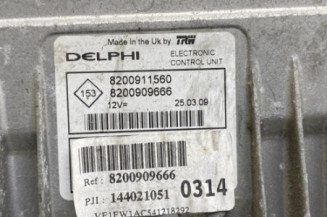 Made in the Uk by TRW
DELPHI
ELECTRONIC
CONTROL UNIT
153
8200911560
8200909666
12V= 25.03.09
Ref: 8200909666
PJI: 144021051 0314
VF1FW1AC541218292